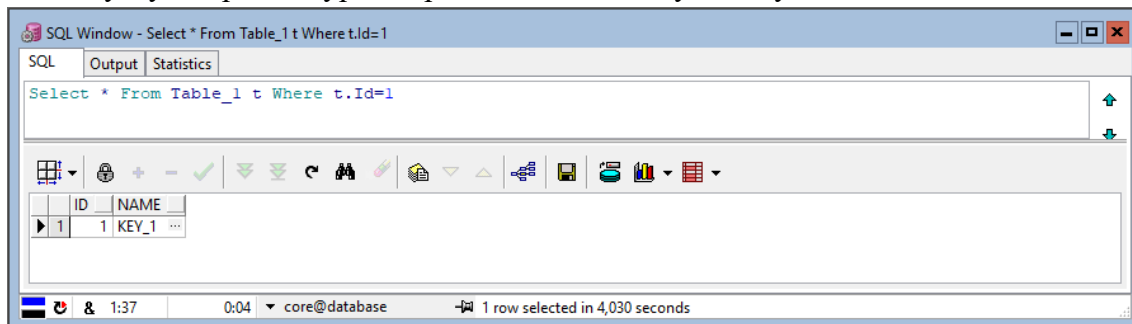 SQL Window - Select * From Table_1 t Where t.Id=1
SQL Output Statistics
Select * From Table_1 t Where t.Id=1
ID NAME
1 1 KEY_1 ...
& 1:37 0:04 core@database 1 row selected in 4,030 seconds